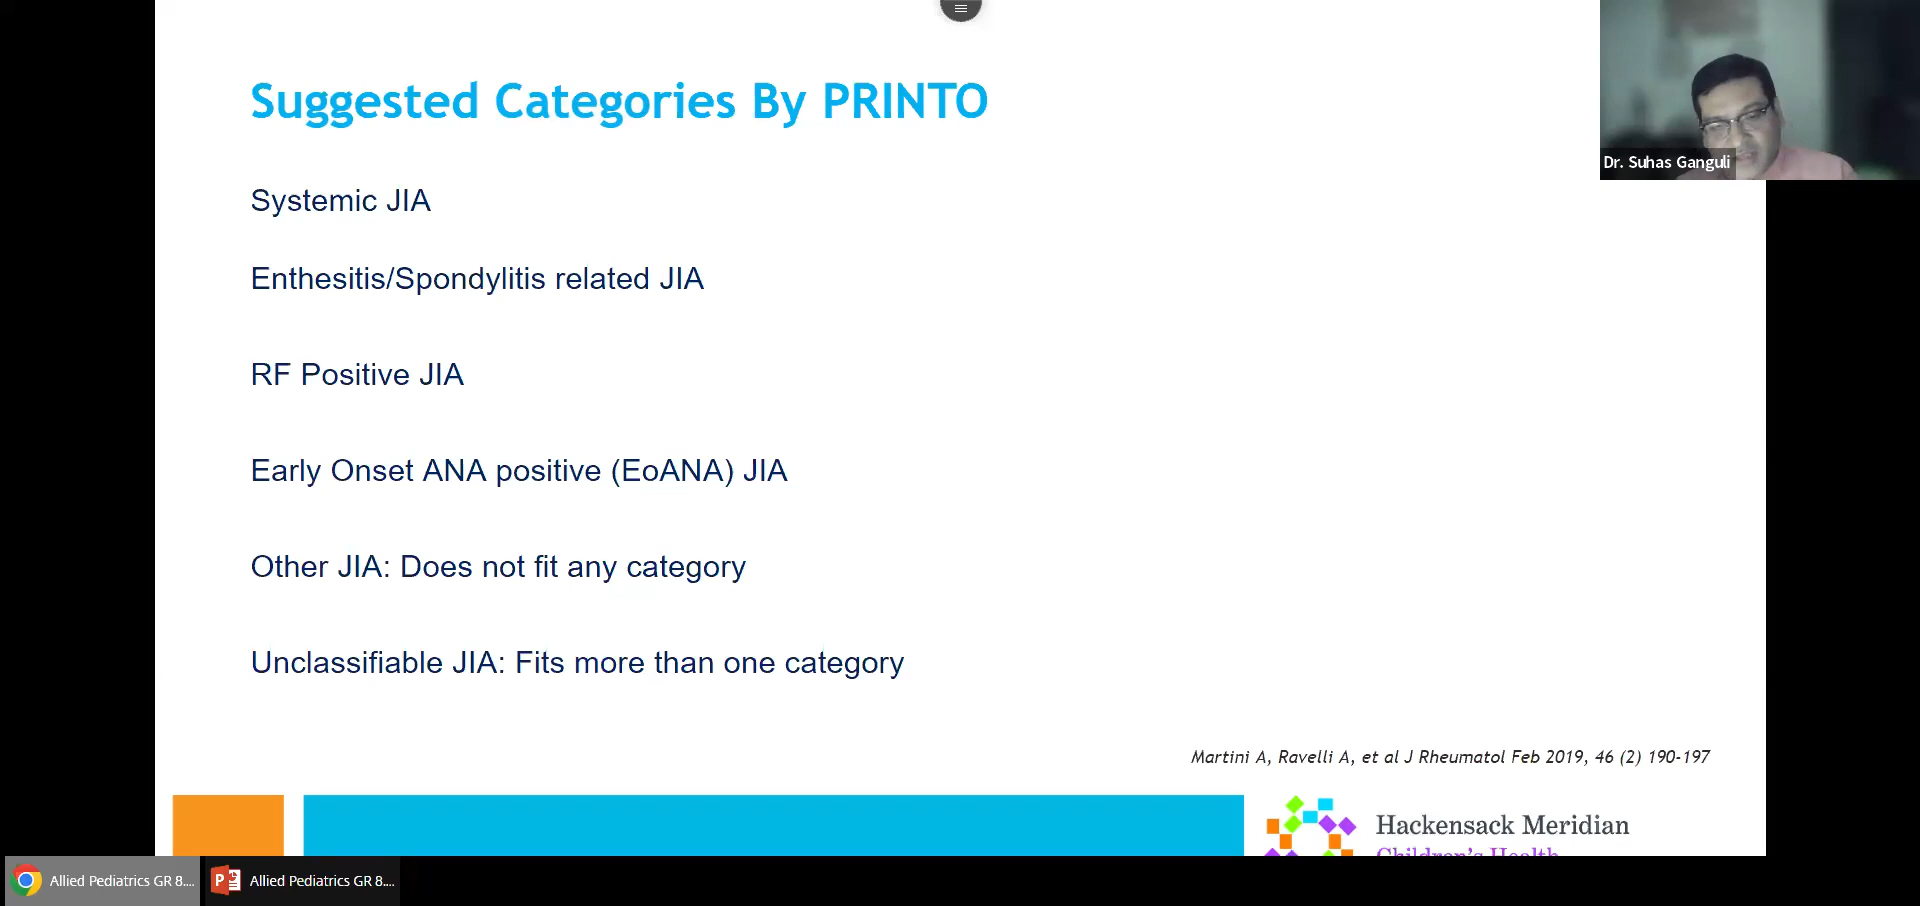 Suggested Categories By PRINTO
Dr. Suhas Ganguli
Systemic JIA
Enthesitis/Spondylitis related JIA
RF Positive JIA
Early Onset ANA positive (EoANA) JIA
Other JIA: Does not fit any category
Unclassifiable JIA: Fits more than one category
Martini A, Ravelli A, et al J Rheumatol Feb 2019, 46 (2) 190-197
Hackensack Meridian
Children's Health
Allied Pediatrics GR 8....
Allied Pediatrics GR 8....